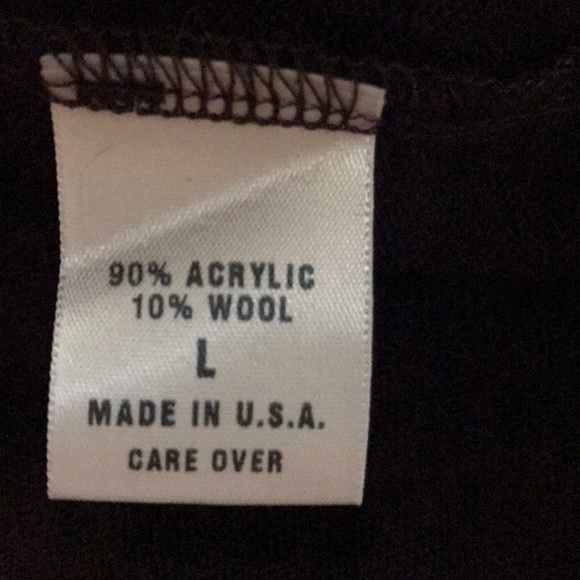 90% ACRYLIC
10% WOOL
L
MADE IN U.S.A.
CARE OVER